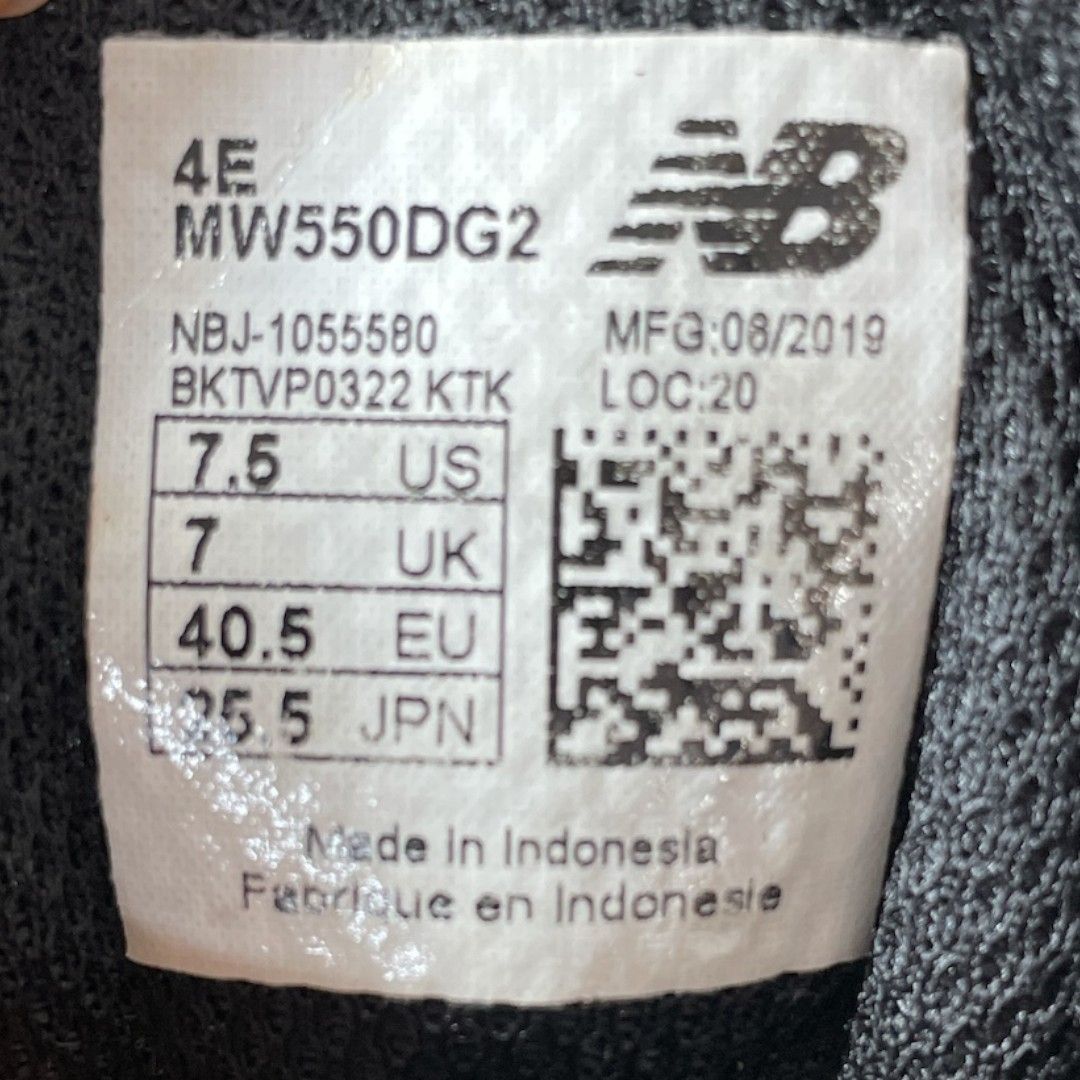 4E
MW550DG2
NB
NBJ-1055580
BKTVP0322 KTK
MFG:08/2019
LOC:20
7.5 US
7 UK
40.5 EU
25.5 JPN
Made in Indonesia
Fabrique en Indonesie